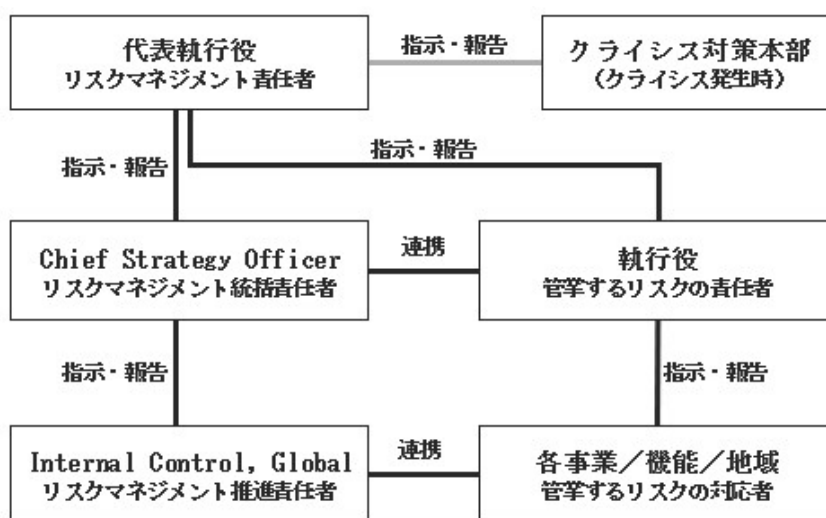 代表執行役
リスクマネジメント責任者
指示・報告
クライシス対策本部
（クライシス発生時）
指示・報告
指示・報告
Chief Strategy Officer
リスクマネジメント統括責任者
連携
執行役
管掌するリスクの責任者
指示・報告
指示・報告
Internal Control, Global
リスクマネジメント推進責任者
連携
各事業／機能／地域
管掌するリスクの対応者